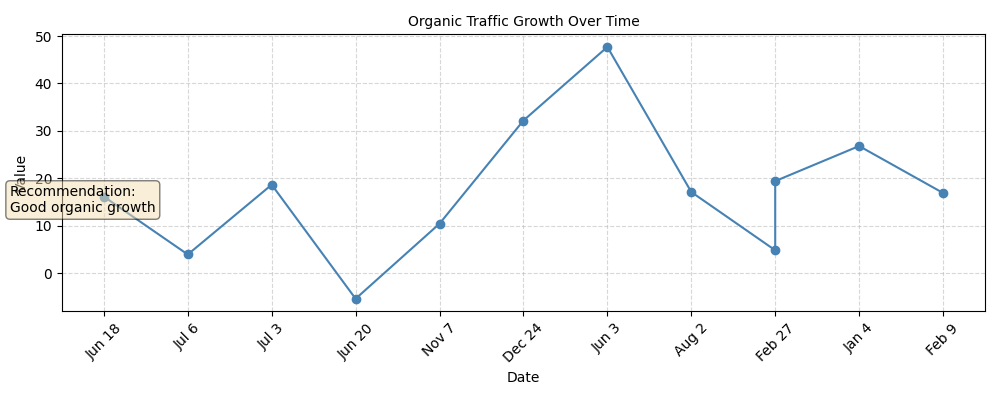 Organic Traffic Growth Over Time
Value
50
40
30
20
10
0
Recommendation:
Good organic growth
Jun 18
Jul 6
Jul 3
Jun 20
Nov 7
Dec 24
Jun 3
Aug 2
Feb 27
Jan 4
Feb 9
Date